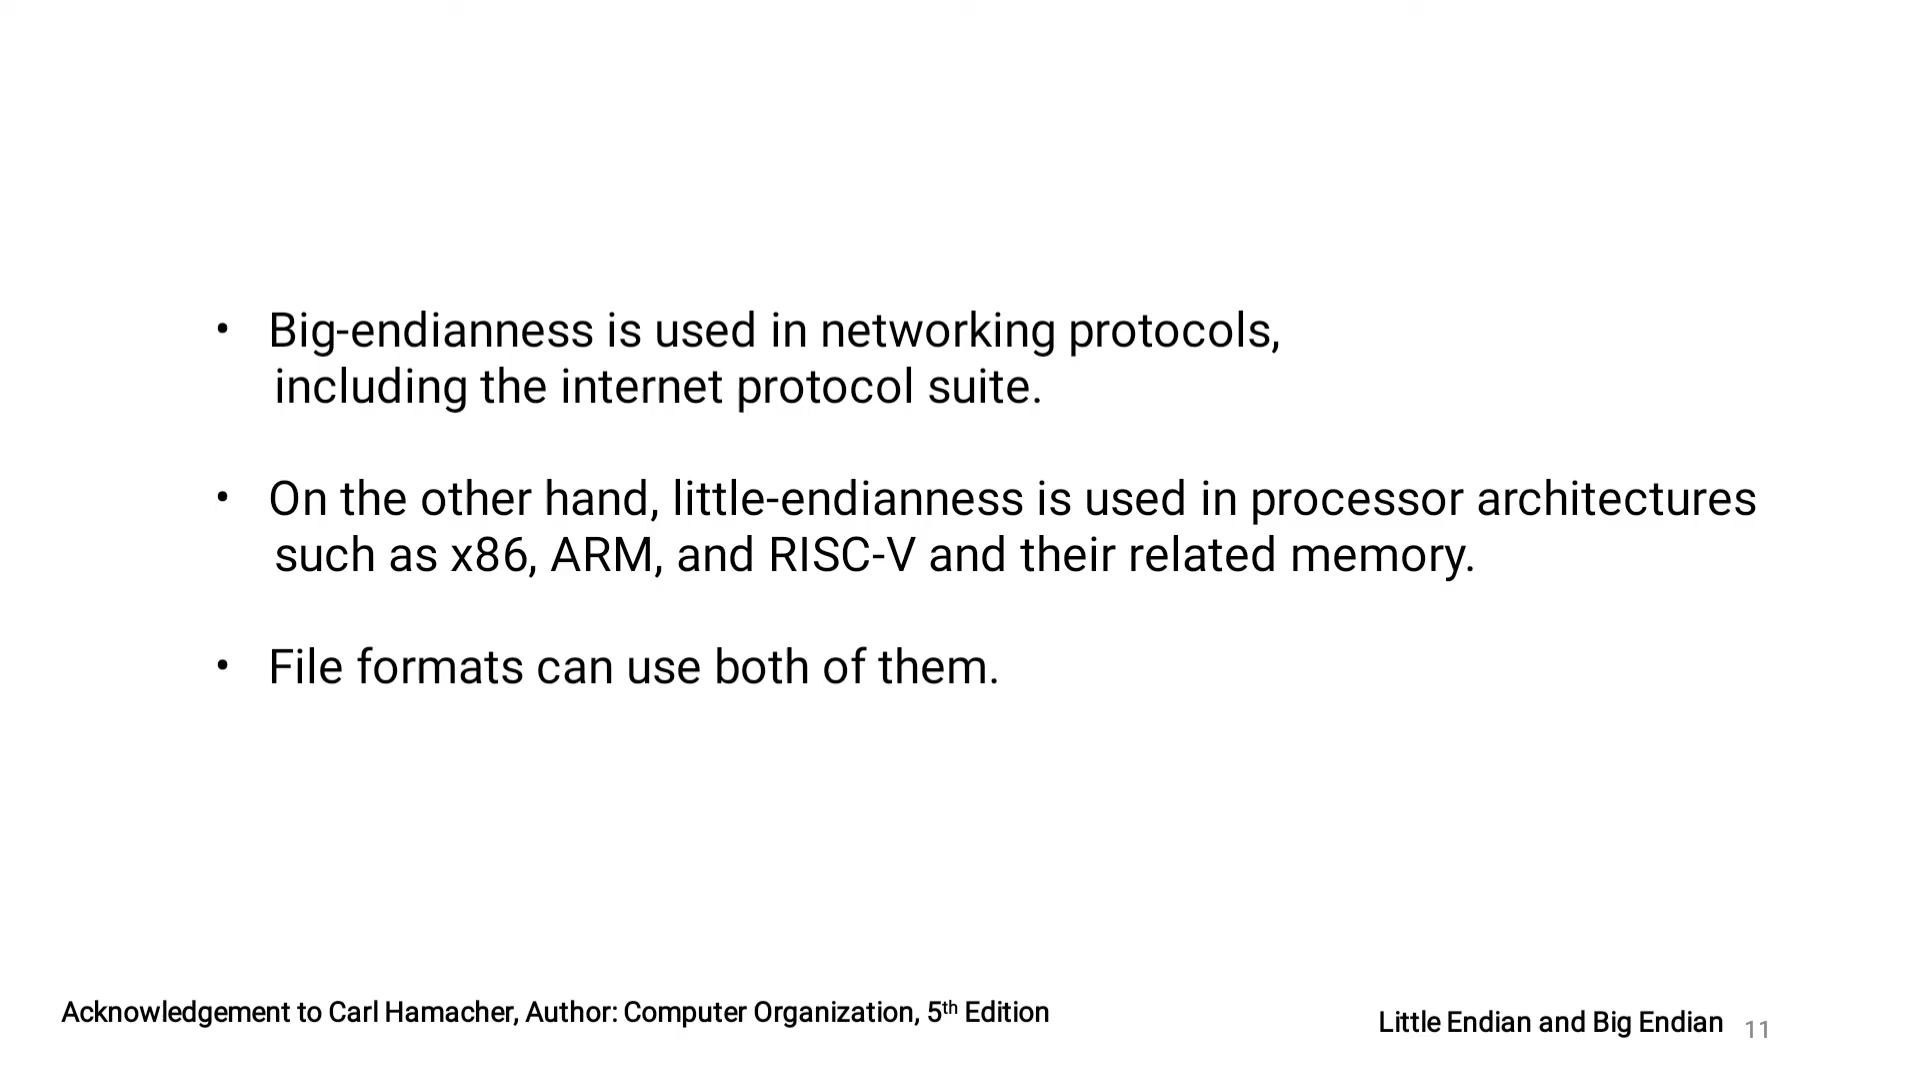 • Big-endianness is used in networking protocols,
including the internet protocol suite.
• On the other hand, little-endianness is used in processor architectures
such as x86, ARM, and RISC-V and their related memory.
• File formats can use both of them.
Acknowledgement to Carl Hamacher, Author: Computer Organization, 5th Edition
Little Endian and Big Endian 11